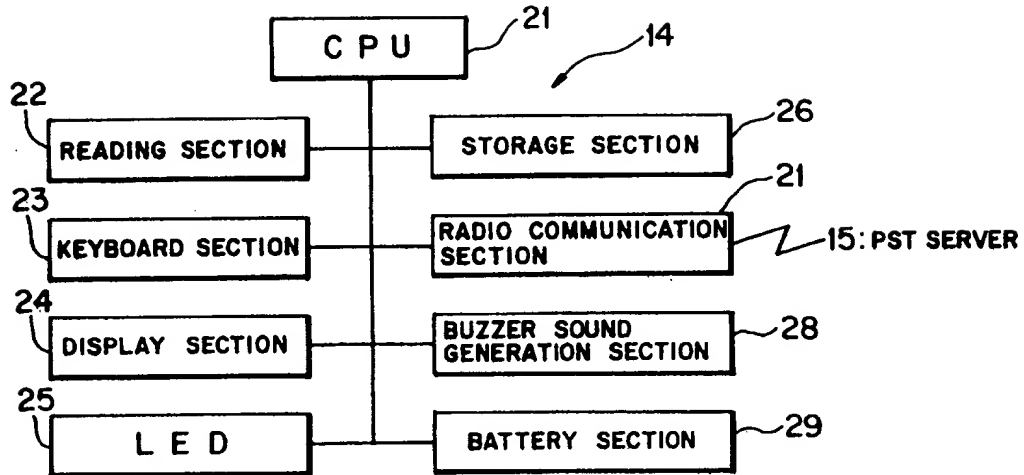 CPU
21
14
22
READING SECTION
STORAGE SECTION
26
23
KEYBOARD SECTION
RADIO COMMUNICATION
SECTION
21
15: PST SERVER
24
DISPLAY SECTION
BUZZER SOUND
GENERATION SECTION
28
25
LED
BATTERY SECTION
29